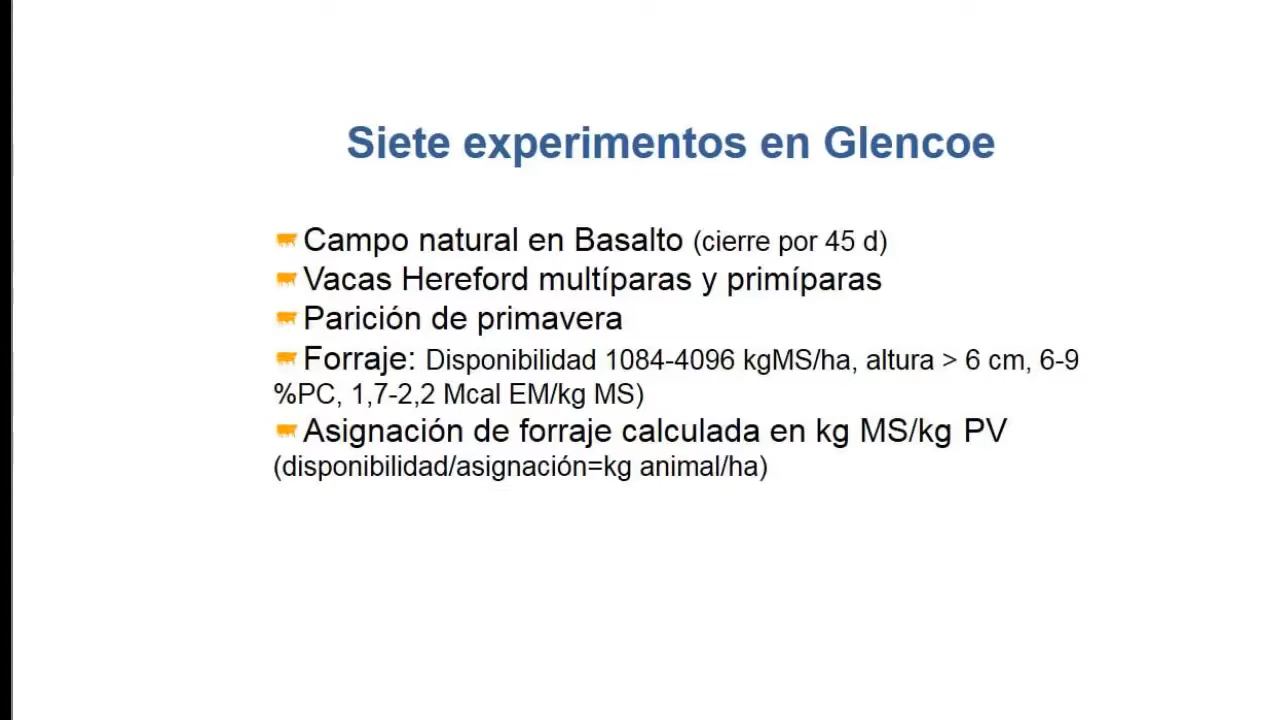 Siete experimentos en Glencoe
Campo natural en Basalto (cierre por 45 d)
Vacas Hereford multíparas y primíparas
Parición de primavera
Forraje: Disponibilidad 1084-4096 kgMS/ha, altura > 6 cm, 6-9
%PC, 1,7-2,2 Mcal EM/kg MS)
Asignación de forraje calculada en kg MS/kg PV
(disponibilidad/asignación=kg animal/ha)